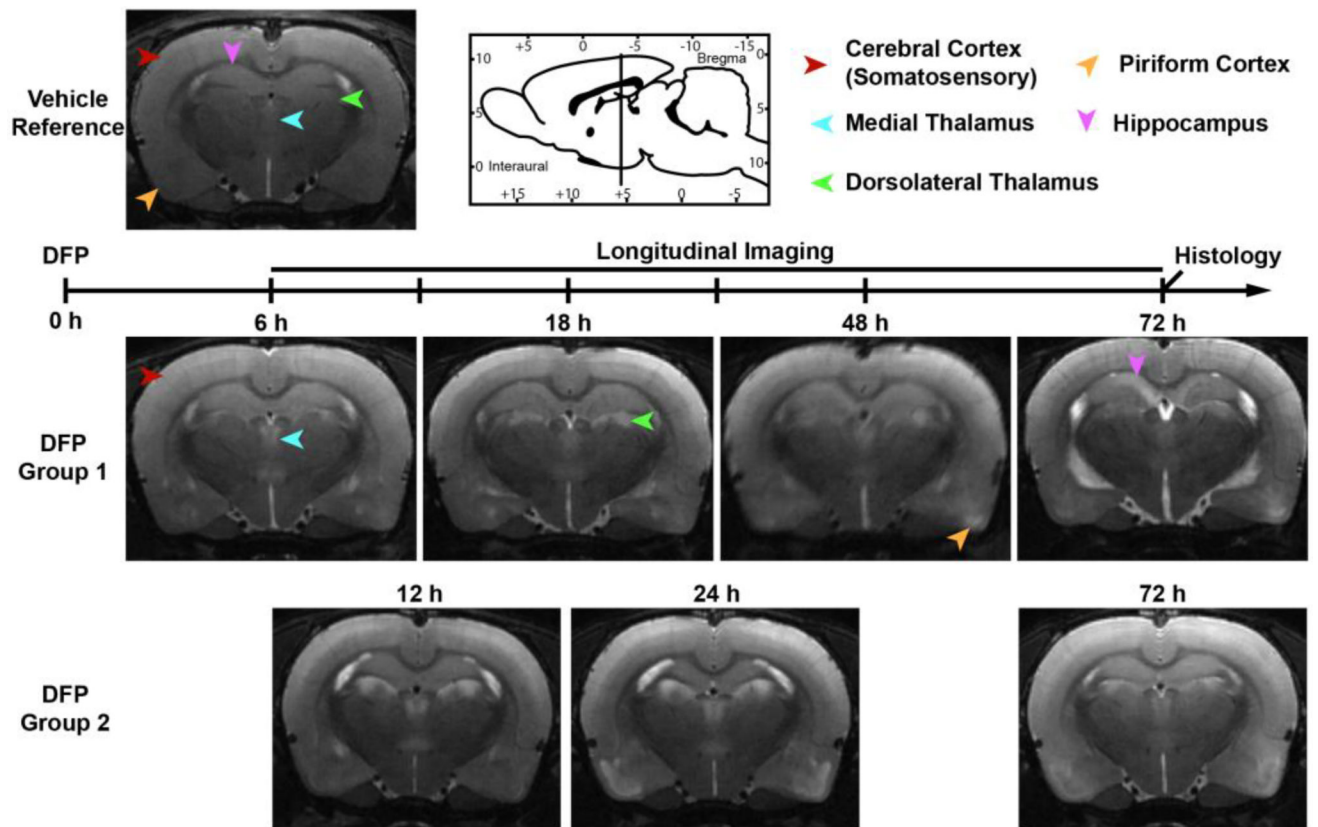 Vehicle
Reference
+5 0 -5 -10 -15
Bregma
10
5
0 Interaural
0
5
10
+15 +10 +5 0 -5
Cerebral Cortex
(Somatosensory)
Medial Thalamus
Dorsolateral Thalamus
Piriform Cortex
Hippocampus
DFP
Longitudinal Imaging
Histology
0 h 6 h 18 h 48 h 72 h
DFP
Group 1
12 h 24 h 72 h
DFP
Group 2